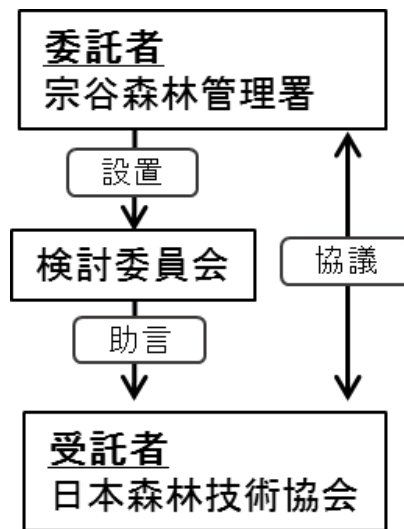 委託者
宗谷森林管理署
設置
検討委員会
協議
助言
受託者
日本森林技術協会